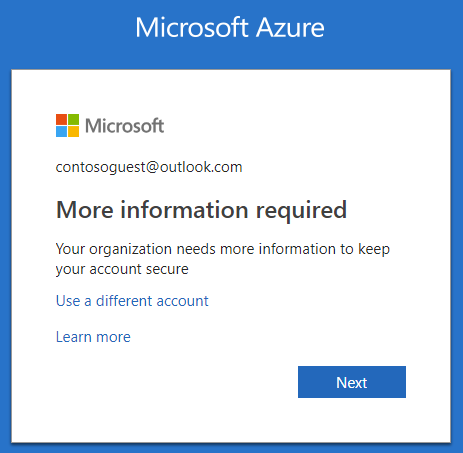 Microsoft Azure
Microsoft
contosoguest@outlook.com
More information required
Your organization needs more information to keep
your account secure
Use a different account
Learn more
Next